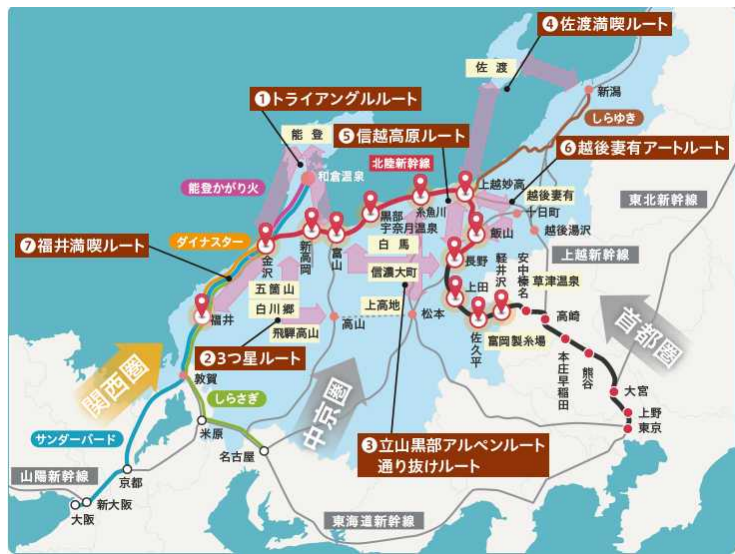 ❹佐渡満喫ルート
佐渡
新潟
❶トライアングルルート
しらゆき
能登
❺信越高原ルート
❻越後妻有アートルート
北陸新幹線
能登かがり火
和倉温泉
上越妙高
越後妻有
東北新幹線
糸魚川
黒部
宇奈月温泉
十日町
❼福井満喫ルート
ダイナスター
飯山
越後湯沢
金沢
新高岡
富山
白馬
上越新幹線
長野
軽井沢
安中榛名
五箇山
信濃大町
上田
草津温泉
福井
白川郷
上高地
高崎
首都圏
飛騨高山
高山
松本
佐久平
富岡製糸場
❷3つ星ルート
本庄早稲田
熊谷
関西圏
敦賀
中京圏
大宮
しらさぎ
上野
サンダーバード
米原
東京
❸立山黒部アルペンルート
通り抜けルート
名古屋
山陽新幹線
京都
新大阪
大阪
東海道新幹線